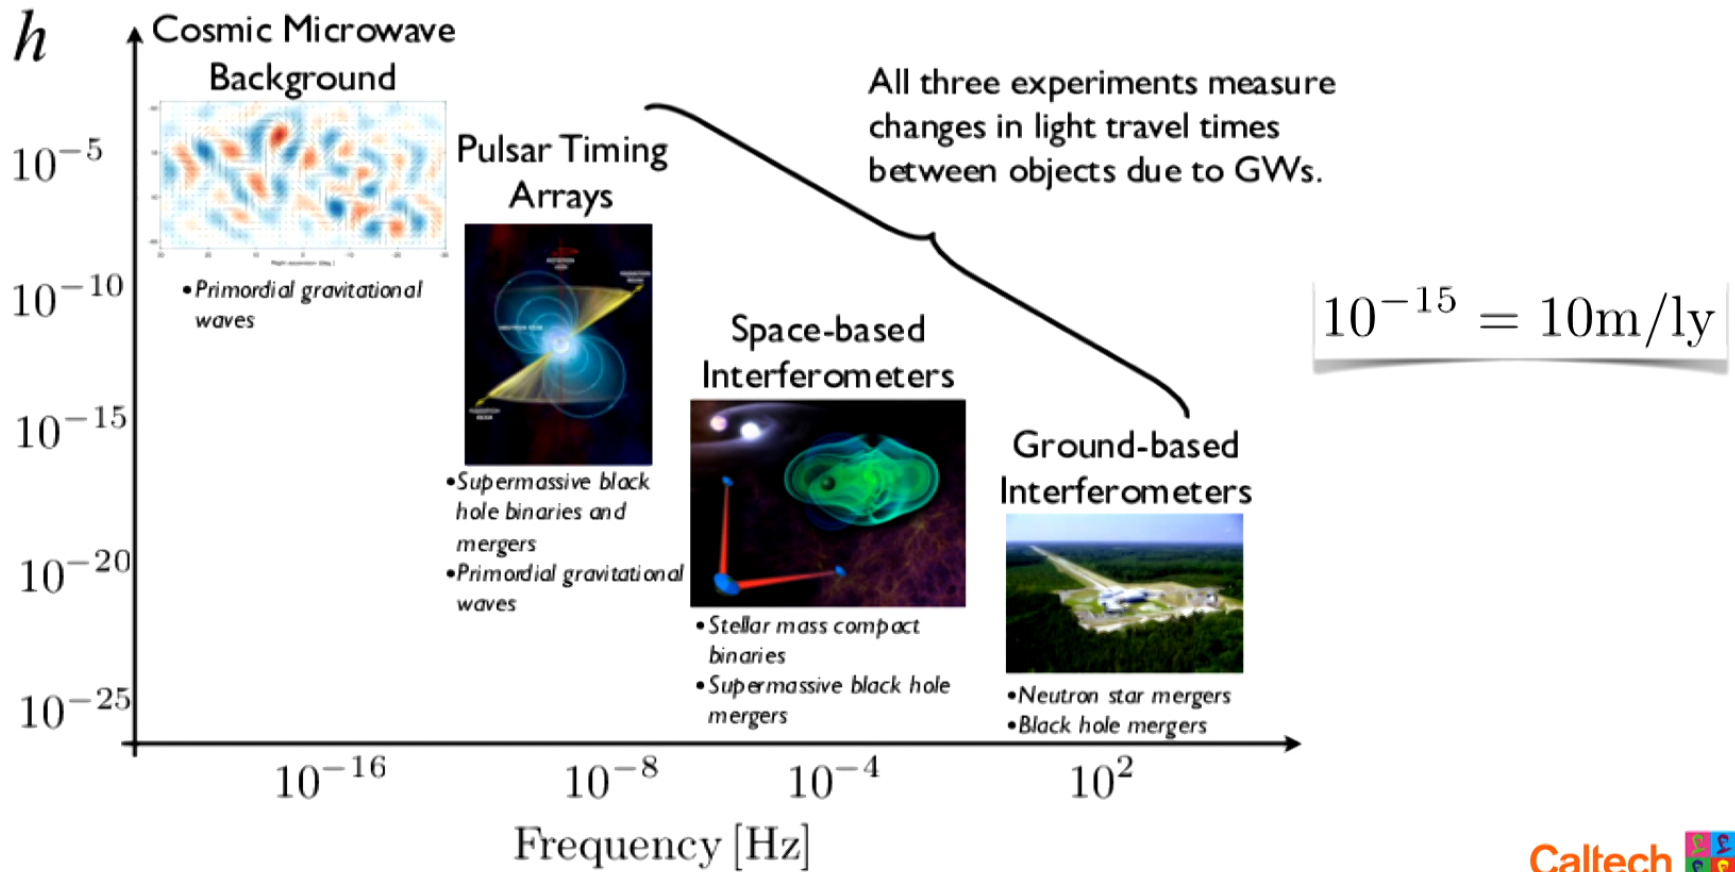 h
Cosmic Microwave
Background
10⁻⁵
10⁻¹⁰
10⁻¹⁵
10⁻²⁰
10⁻²⁵
•Primordial gravitational
waves
Pulsar Timing
Arrays
•Supermassive black
hole binaries and
mergers
•Primordial gravitational
waves
All three experiments measure
changes in light travel times
between objects due to GWs.
Space-based
Interferometers
•Stellar mass compact
binaries
•Supermassive black hole
mergers
Ground-based
Interferometers
•Neutron star mergers
•Black hole mergers
10⁻¹⁵ = 10m/ly
10⁻¹⁶ 10⁻⁸ 10⁻⁴ 10²
Frequency [Hz]
Caltech